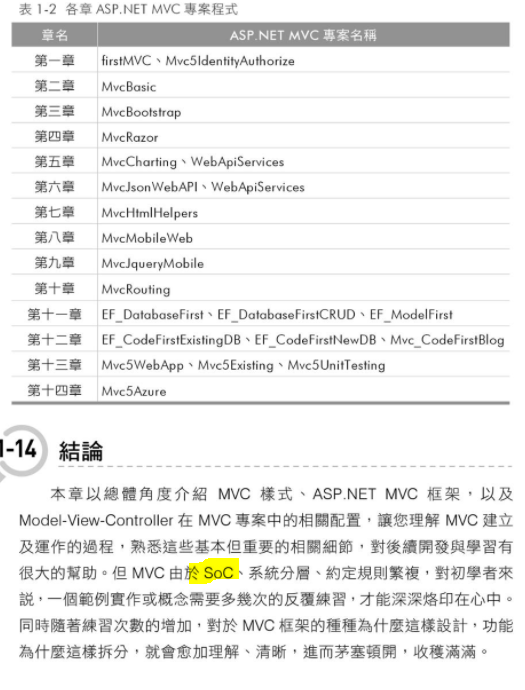 表 1-2 各章 ASP.NET MVC 專案程式
章名 ASP.NET MVC 專案名稱
第一章 firstMVC、Mvc5IdentityAuthorize
第二章 MvcBasic
第三章 MvcBootstrap
第四章 MvcRazor
第五章 MvcCharting、WebApiServices
第六章 MvcJsonWebAPI、WebApiServices
第七章 MvcHtmlHelpers
第八章 MvcMobileWeb
第九章 MvcJqueryMobile
第十章 MvcRouting
第十一章 EF_DatabaseFirst、EF_DatabaseFirstCRUD、EF_ModelFirst
第十二章 EF_CodeFirstExistingDB、EF_CodeFirstNewDB、Mvc_CodeFirstBlog
第十三章 Mvc5WebApp、Mvc5Existing、Mvc5UnitTesting
第十四章 Mvc5Azure
1-14 結論
本章以總體角度介紹 MVC 樣式、ASP.NET MVC 框架,以及
Model-View-Controller 在 MVC 專案中的相關配置,讓您理解 MVC 建立
及運作的過程,熟悉這些基本但重要的相關細節,對後續開發與學習有
很大的幫助。但 MVC 由於 SoC、系統分層、約定規則繁複,對初學者來
說,一個範例實作或概念需要多幾次的反覆練習,才能深深烙印在心中。
同時隨著練習次數的增加,對於 MVC 框架的種種為什麼這樣設計,功能
為什麼這樣拆分,就會愈加理解、清晰,進而茅塞頓開,收穫滿滿。